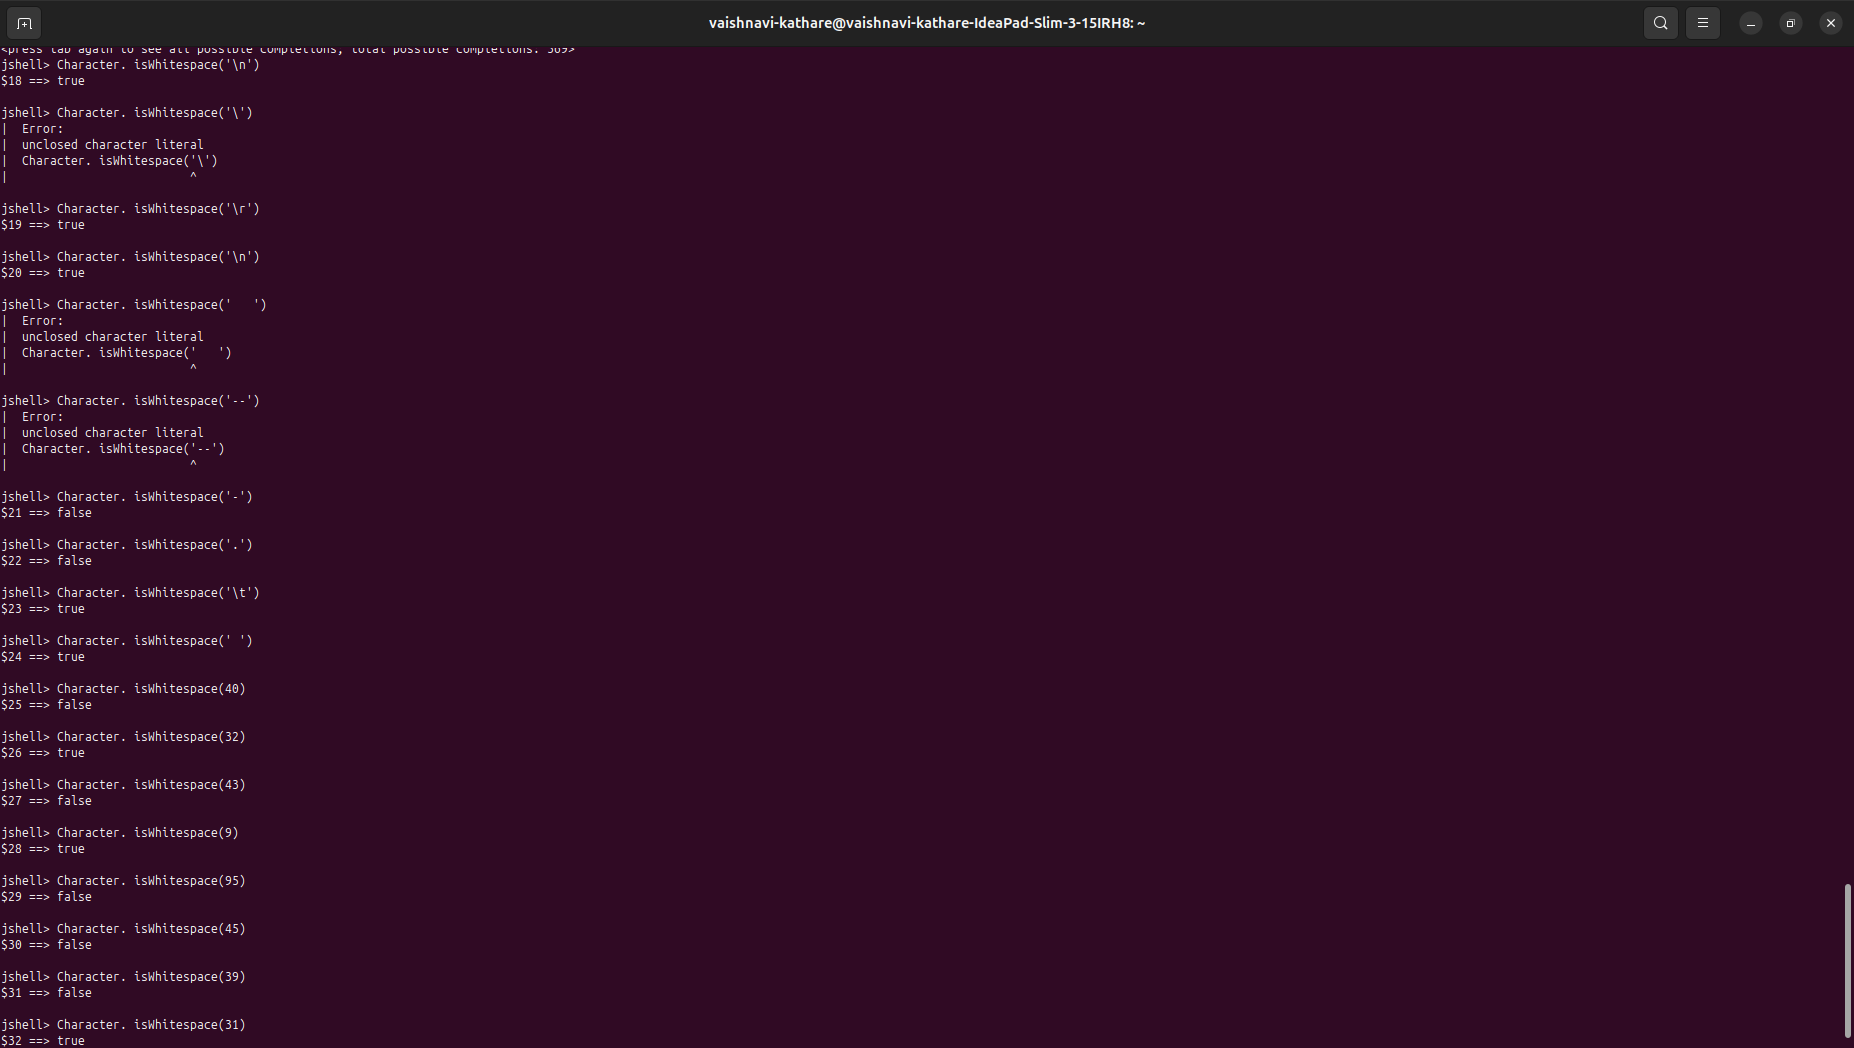 vaishnavi-kathare@vaishnavi-kathare-IdeaPad-Slim-3-15IRH8: ~
<press tab again to see all possible completions; total possible completions: 569>
jshell> Character. isWhitespace('\n')
$18 ==> true
jshell> Character. isWhitespace('\')
|  Error:
|  unclosed character literal
|  Character. isWhitespace('\')
|                          ^
jshell> Character. isWhitespace('\r')
$19 ==> true
jshell> Character. isWhitespace('\n')
$20 ==> true
jshell> Character. isWhitespace('   ')
|  Error:
|  unclosed character literal
|  Character. isWhitespace('   ')
|                          ^
jshell> Character. isWhitespace('--')
|  Error:
|  unclosed character literal
|  Character. isWhitespace('--')
|                          ^
jshell> Character. isWhitespace('-')
$21 ==> false
jshell> Character. isWhitespace('.')
$22 ==> false
jshell> Character. isWhitespace('\t')
$23 ==> true
jshell> Character. isWhitespace(' ')
$24 ==> true
jshell> Character. isWhitespace(40)
$25 ==> false
jshell> Character. isWhitespace(32)
$26 ==> true
jshell> Character. isWhitespace(43)
$27 ==> false
jshell> Character. isWhitespace(9)
$28 ==> true
jshell> Character. isWhitespace(95)
$29 ==> false
jshell> Character. isWhitespace(45)
$30 ==> false
jshell> Character. isWhitespace(39)
$31 ==> false
jshell> Character. isWhitespace(31)
$32 ==> true